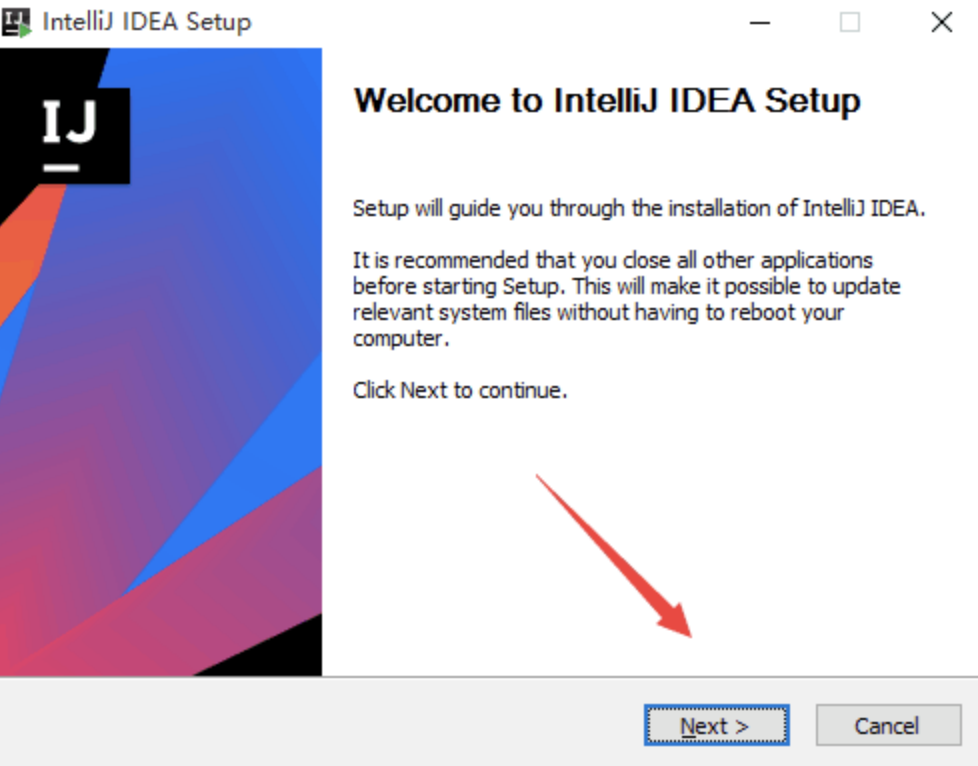 IntelliJ IDEA Setup
IJ
Welcome to IntelliJ IDEA Setup
Setup will guide you through the installation of IntelliJ IDEA.
It is recommended that you close all other applications
before starting Setup. This will make it possible to update
relevant system files without having to reboot your
computer.
Click Next to continue.
Next >
Cancel